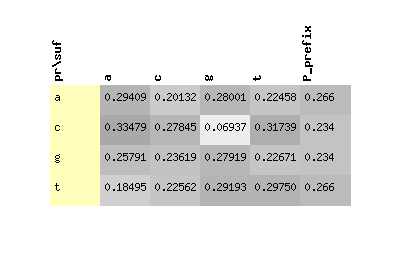 pr\suf a c g t P_prefix
a 0.29409 0.20132 0.28001 0.22458 0.266
c 0.33479 0.27845 0.06937 0.31739 0.234
g 0.25791 0.23619 0.27919 0.22671 0.234
t 0.18495 0.22562 0.29193 0.29750 0.266